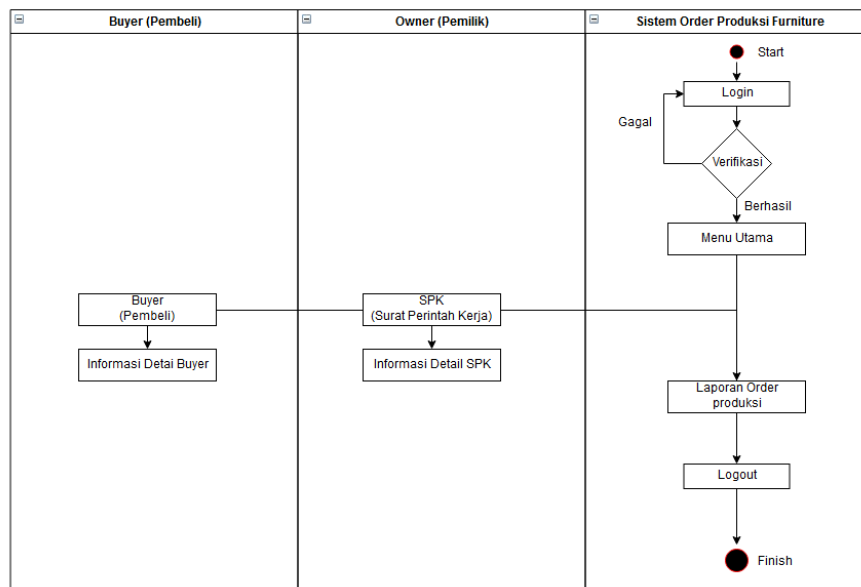 Buyer (Pembeli)
Owner (Pemilik)
Sistem Order Produksi Furniture
Start
Login
Gagal
Verifikasi
Berhasil
Menu Utama
Buyer
(Pembeli)
SPK
(Surat Perintah Kerja)
Informasi Detai Buyer
Informasi Detail SPK
Laporan Order
produksi
Logout
Finish